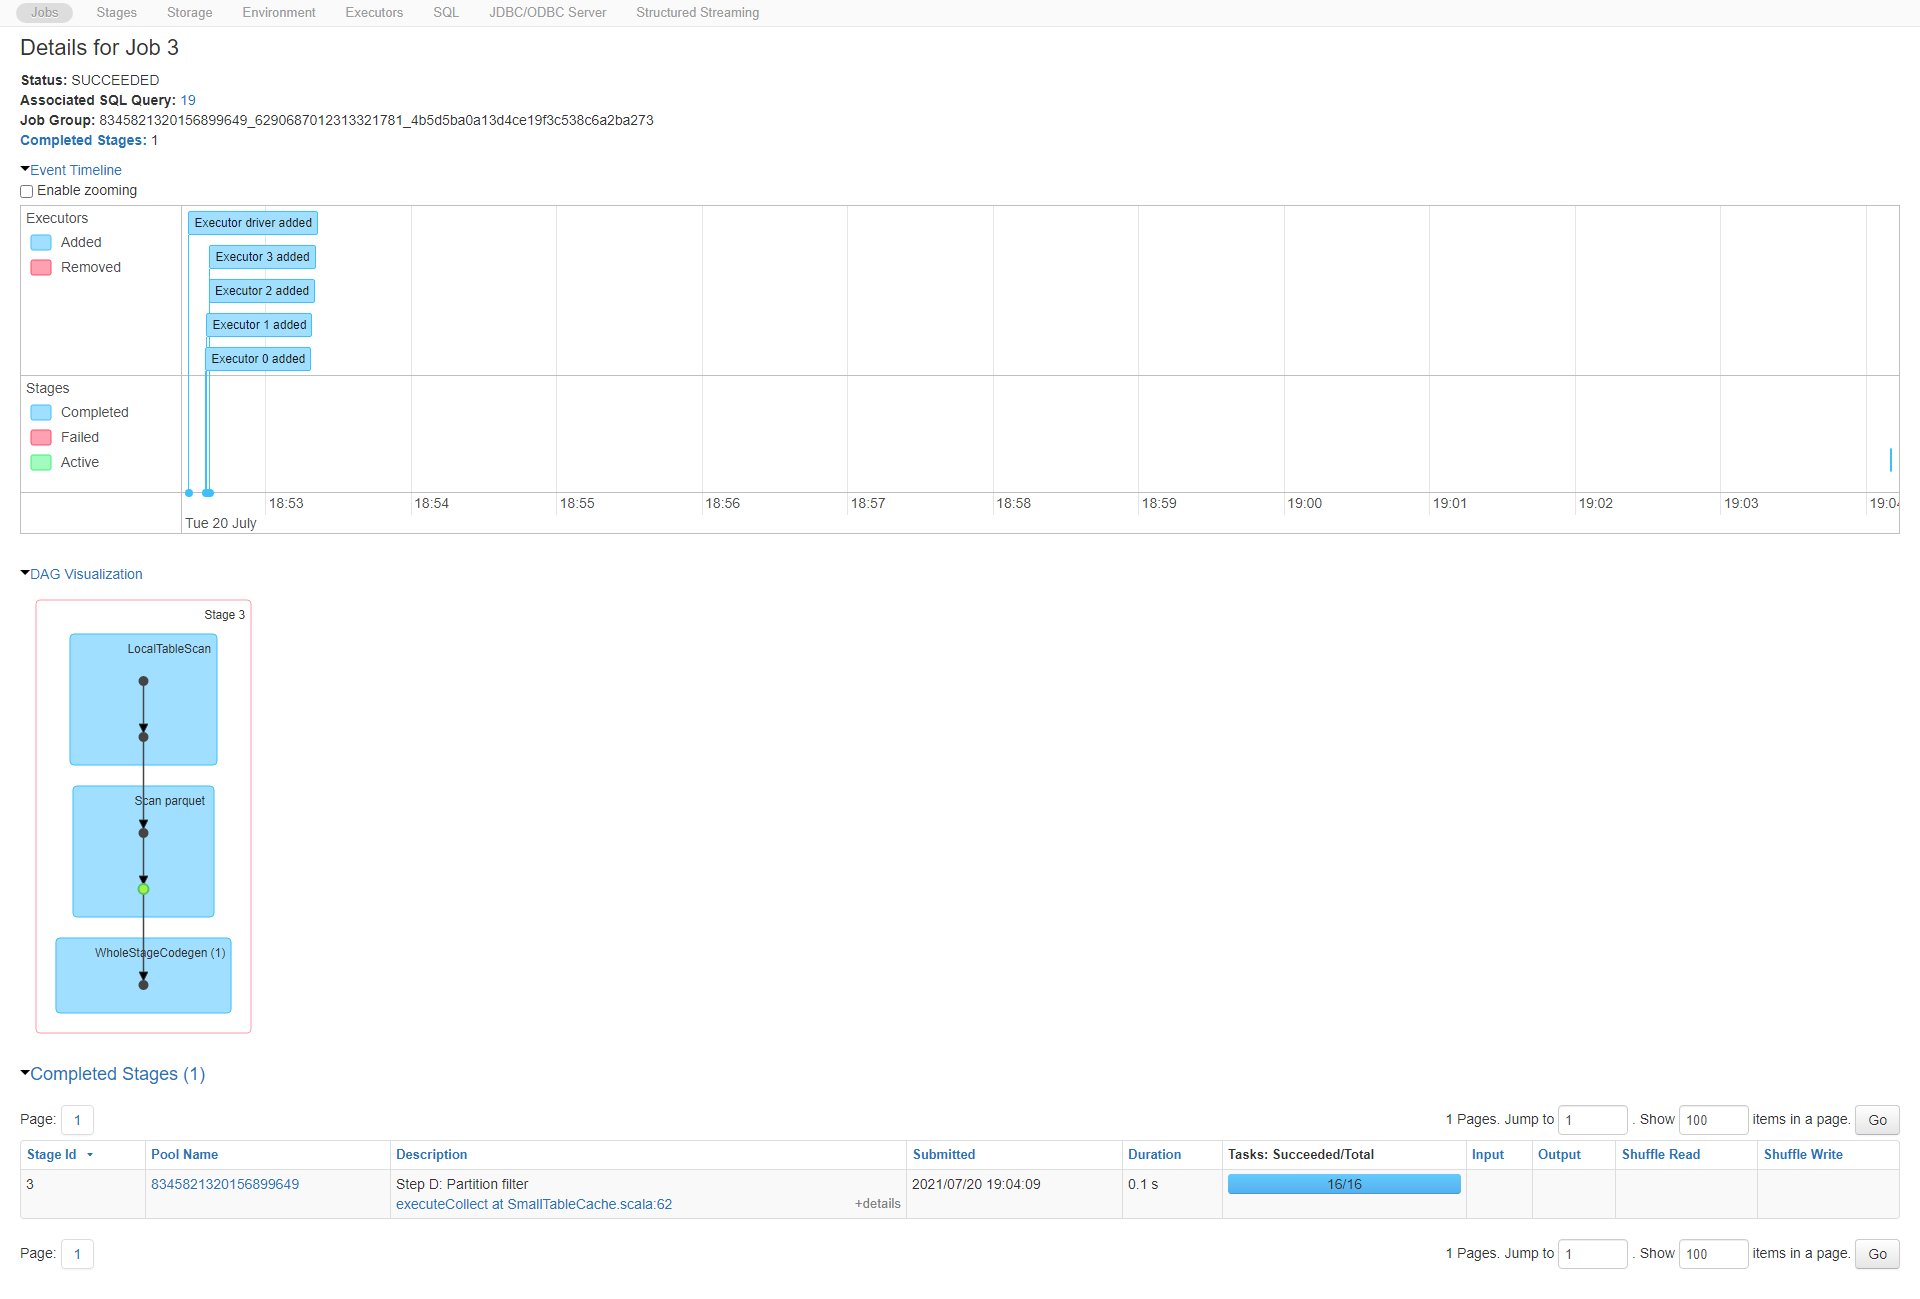 Jobs Stages Storage Environment Executors SQL JDBC/ODBC Server Structured Streaming
Details for Job 3
Status: SUCCEEDED
Associated SQL Query: 19
Job Group: 8345821320156899649_6290687012313321781_4b5d5ba0a13d4ce19f3c538c6a2ba273
Completed Stages: 1
Event Timeline
Enable zooming
Executors
Added
Removed
Executor driver added
Executor 3 added
Executor 2 added
Executor 1 added
Executor 0 added
Stages
Completed
Failed
Active
18:53 18:54 18:55 18:56 18:57 18:58 18:59 19:00 19:01 19:02 19:03 19:04
Tue 20 July
DAG Visualization
Stage 3
LocalTableScan
Scan parquet
WholeStageCodegen (1)
Completed Stages (1)
Page: 1 1 Pages. Jump to 1 . Show 100 items in a page. Go
Stage Id Pool Name Description Submitted Duration Tasks: Succeeded/Total Input Output Shuffle Read Shuffle Write
3 8345821320156899649 Step D: Partition filter 2021/07/20 19:04:09 0.1 s 16/16
executeCollect at SmallTableCache.scala:62 +details
Page: 1 1 Pages. Jump to 1 . Show 100 items in a page. Go